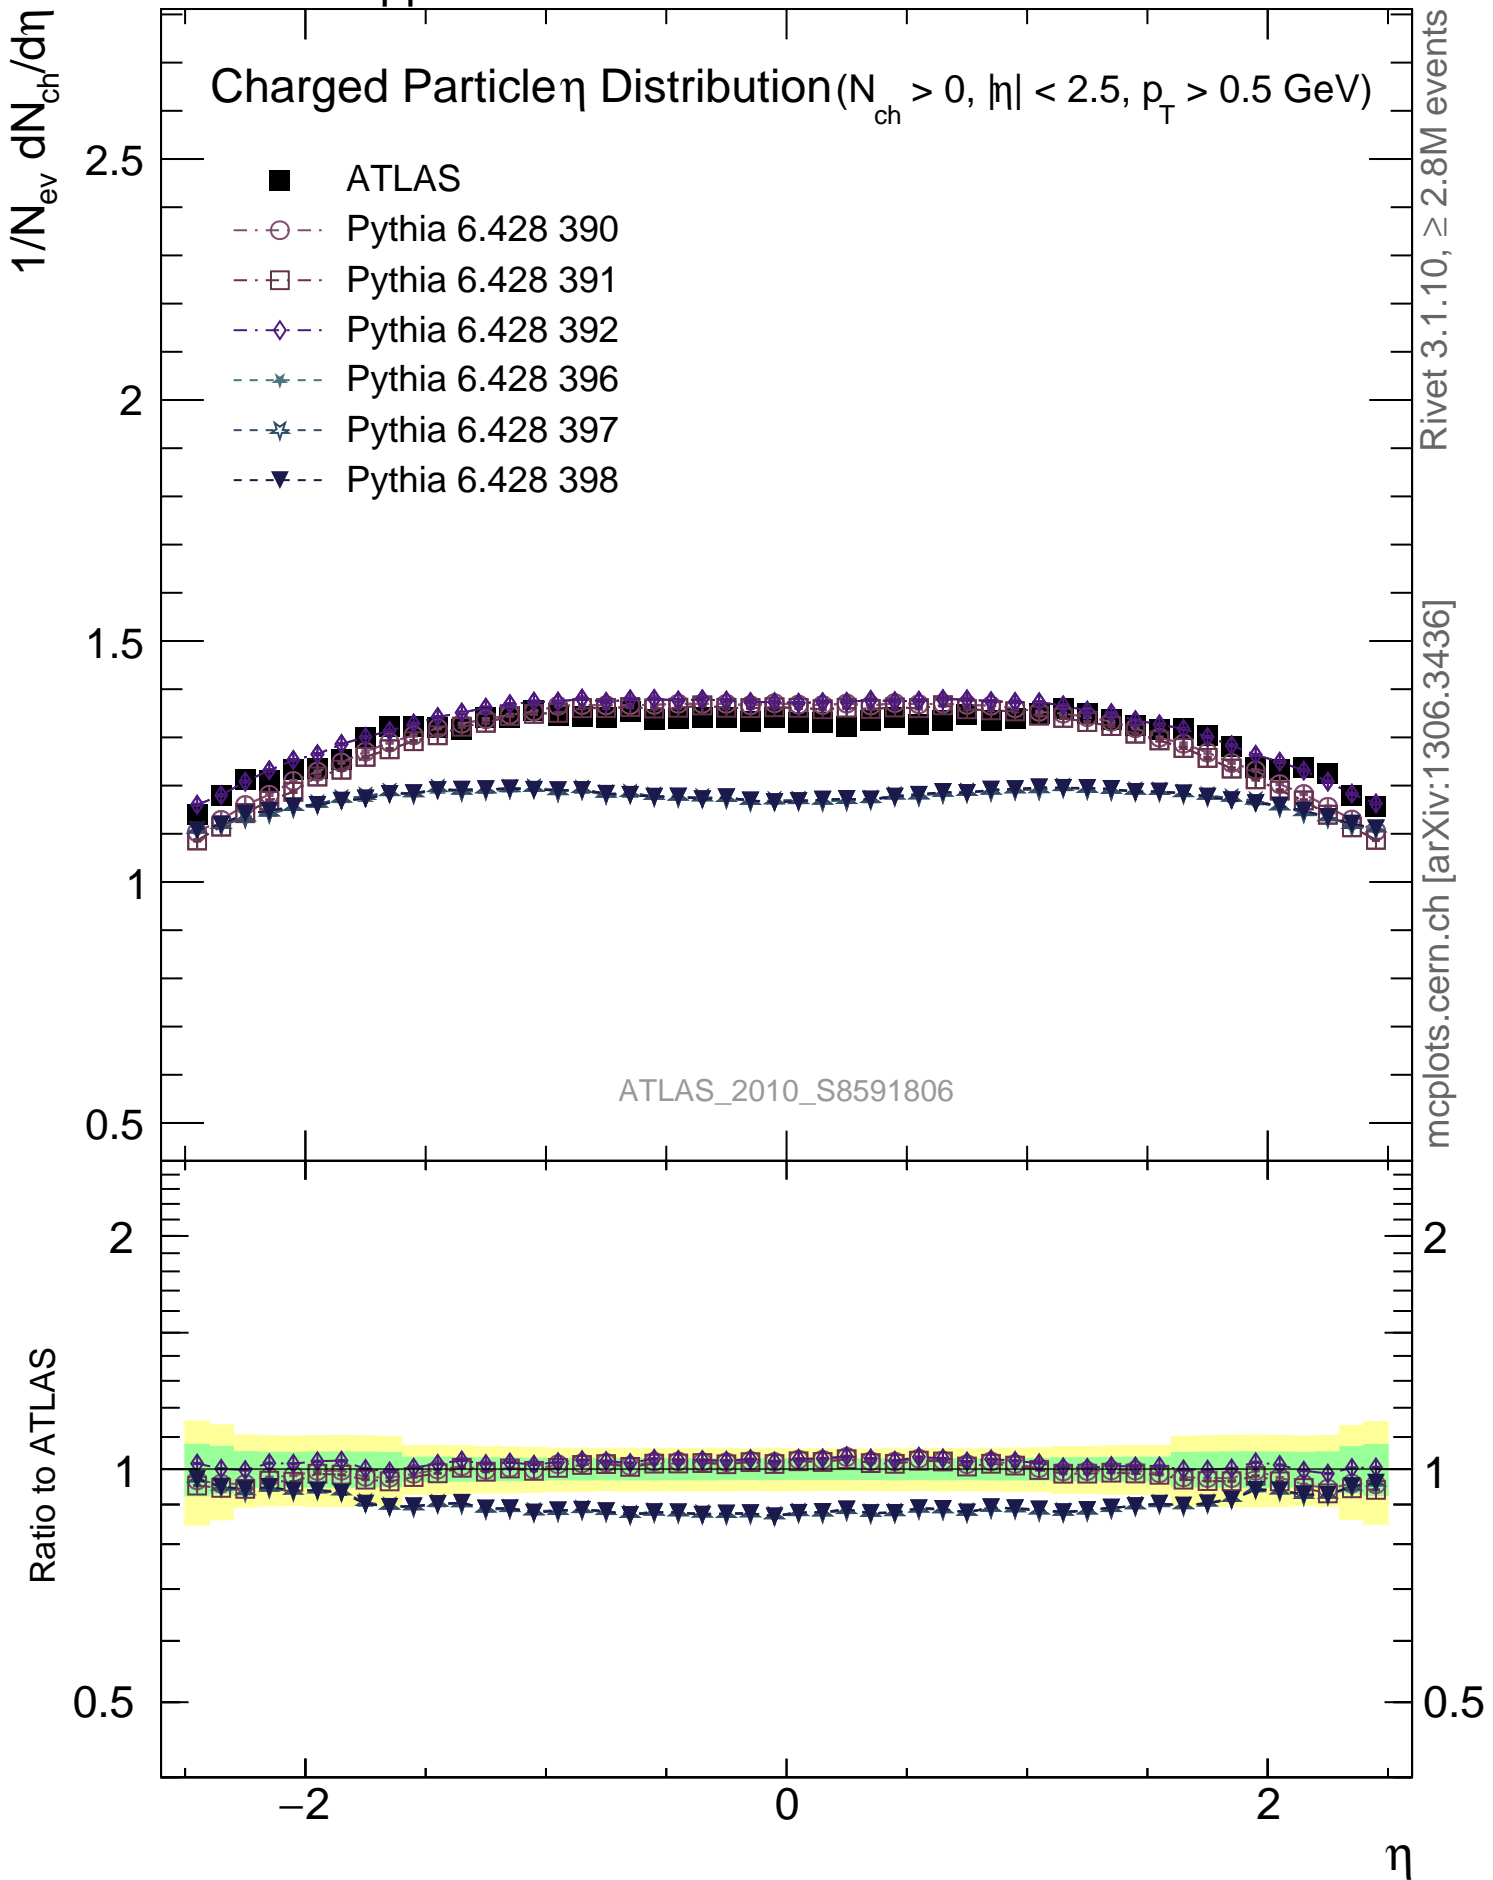 1/N_ev dN_ch/dη
Charged Particle η Distribution (N_ch > 0, |η| < 2.5, p_T > 0.5 GeV)
ATLAS
Pythia 6.428 390
Pythia 6.428 391
Pythia 6.428 392
Pythia 6.428 396
Pythia 6.428 397
Pythia 6.428 398
2.5
2
1.5
1
0.5
ATLAS_2010_S8591806
Rivet 3.1.10, ≥ 2.8M events
mcplots.cern.ch [arXiv:1306.3436]
Ratio to ATLAS
2
1
0.5
2
1
0.5
−2
0
2
η